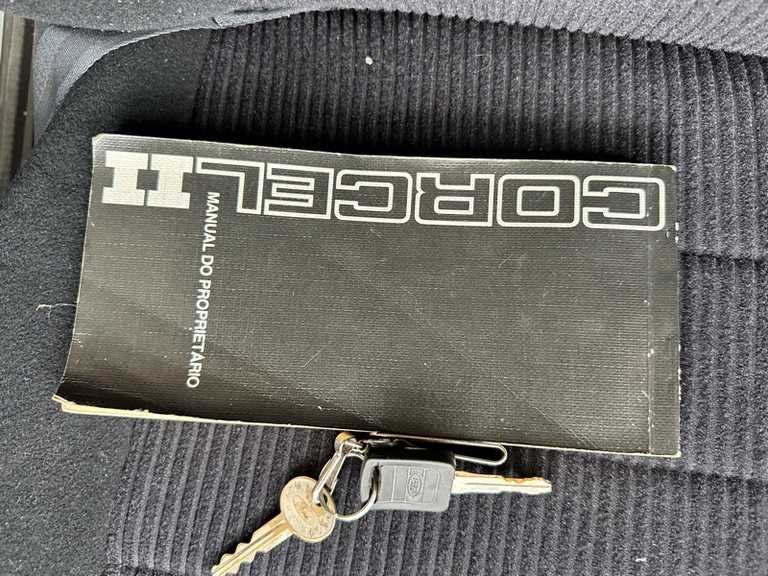 CORCEL II
MANUAL DO PROPRIETÁRIO